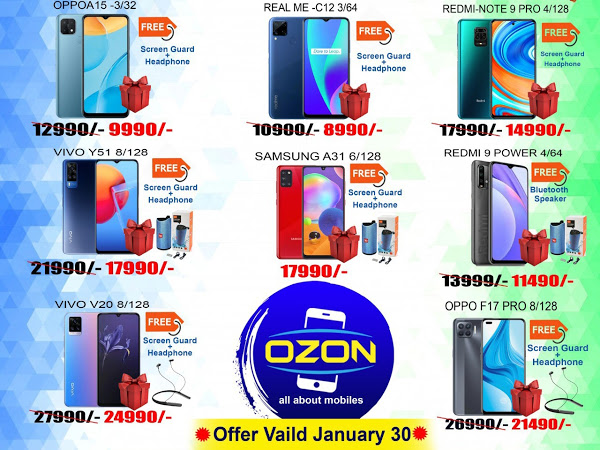 OPPOA15 -3/32
FREE
Screen Guard
+
Headphone
12990/- 9990/-
REAL ME -C12 3/64
FREE
Screen Guard
+
Headphone
10900/- 8990/-
REDMI-NOTE 9 PRO 4/128
FREE
Screen Guard
+
Headphone
17990/- 14990/-
VIVO Y51 8/128
FREE
Screen Guard
+
Headphone
21990/- 17990/-
SAMSUNG A31 6/128
FREE
Screen Guard
+
Headphone
17990/-
REDMI 9 POWER 4/64
FREE
Bluetooth
Speaker
13999/- 11490/-
VIVO V20 8/128
FREE
Screen Guard
+
Headphone
27990/- 24990/-
OZON
all about mobiles
OPPO F17 PRO 8/128
FREE
Screen Guard
+
Headphone
26990/- 21490/-
Offer Vaild January 30